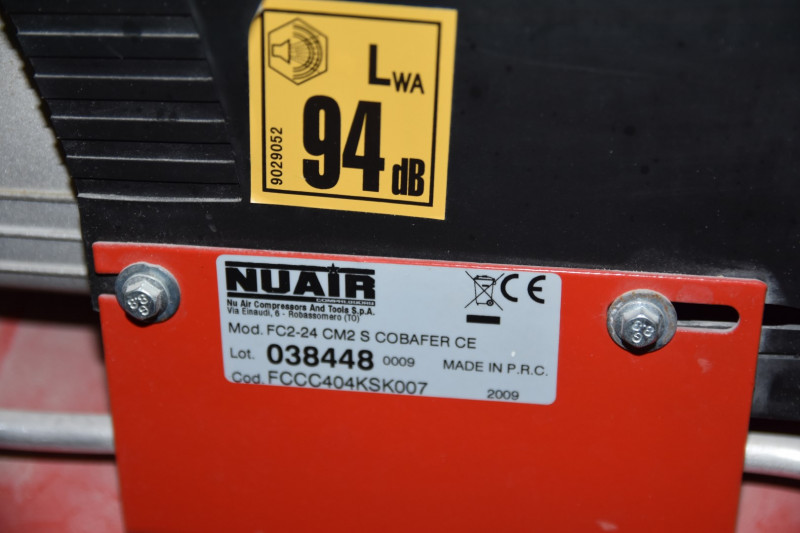 LWA
94 dB
9029052
NUAIR
Nu Air Compressors And Tools S.p.A.
Via Einaudi, 6 - Robassomero (TO)
CE
Mod. FC2-24 CM2 S COBAFER CE
Lot. 038448 0009 MADE IN P.R.C.
Cod. FCCC404KSK007 2009